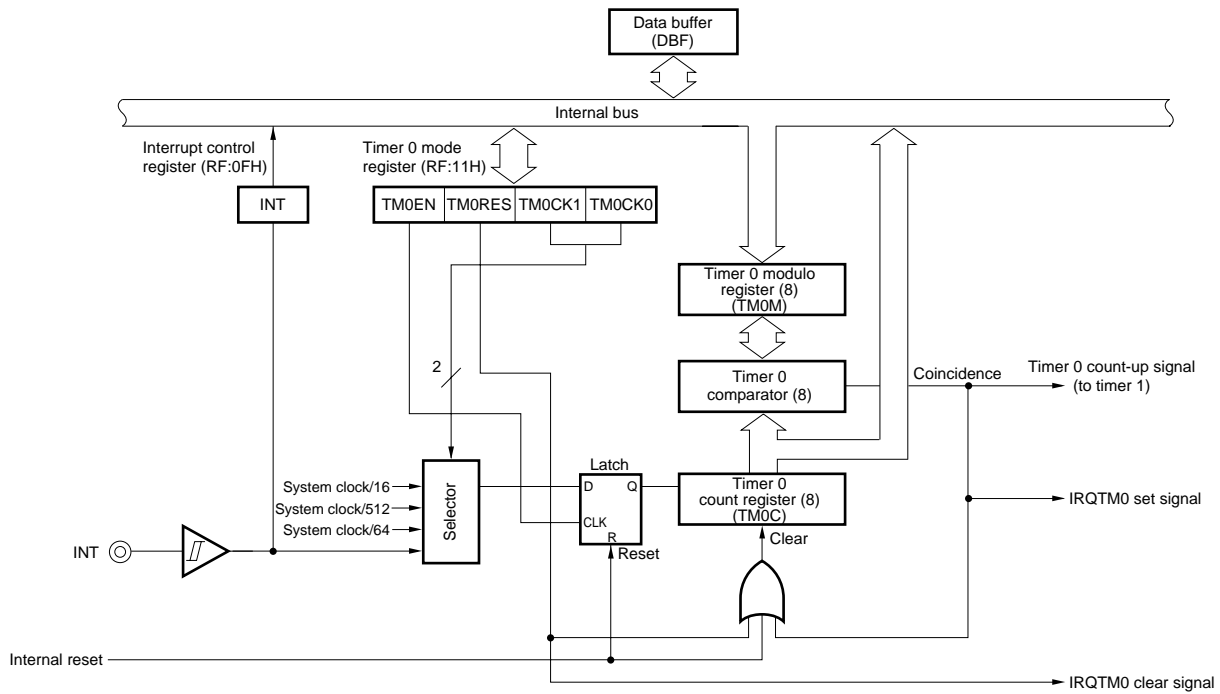 Data buffer
(DBF)
Internal bus
Interrupt control
register (RF:0FH)
Timer 0 mode
register (RF:11H)
INT
TM0EN TM0RES TM0CK1 TM0CK0
Timer 0 modulo
register (8)
(TM0M)
2
Timer 0
comparator (8)
Coincidence
Timer 0 count-up signal
(to timer 1)
Latch
System clock/16
System clock/512
System clock/64
Selector
D Q
CLK
R
Reset
Timer 0
count register (8)
(TM0C)
Clear
IRQTM0 set signal
INT
Internal reset
IRQTM0 clear signal